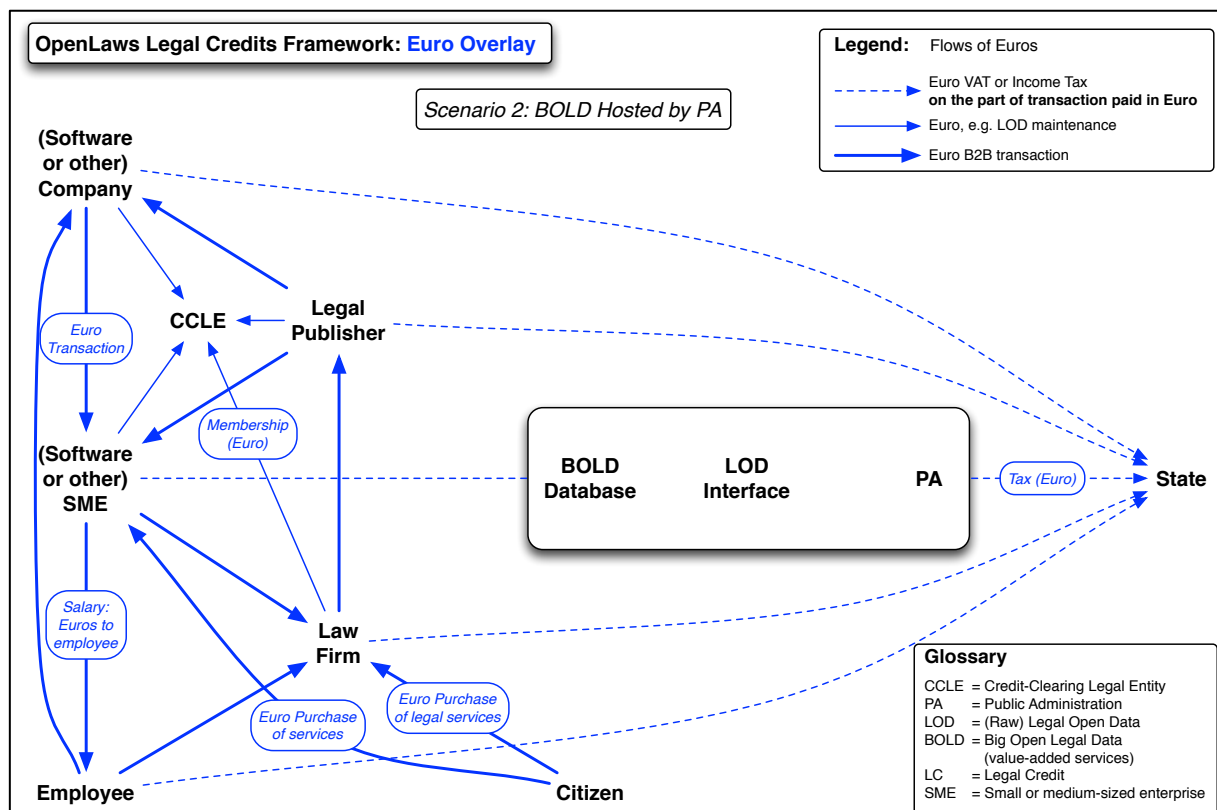 OpenLaws Legal Credits Framework: Euro Overlay
Scenario 2: BOLD Hosted by PA
Legend: Flows of Euros
Euro VAT or Income Tax
on the part of transaction paid in Euro
Euro, e.g. LOD maintenance
Euro B2B transaction
(Software
or other)
Company
CCLE
Legal
Publisher
Euro
Transaction
Membership
(Euro)
(Software
or other)
SME
BOLD
Database
LOD
Interface
PA
Tax (Euro)
State
Salary:
Euros to
employee
Law
Firm
Euro Purchase
of services
Euro Purchase
of legal services
Employee
Citizen
Glossary
CCLE = Credit-Clearing Legal Entity
PA = Public Administration
LOD = (Raw) Legal Open Data
BOLD = Big Open Legal Data
(value-added services)
LC = Legal Credit
SME = Small or medium-sized enterprise